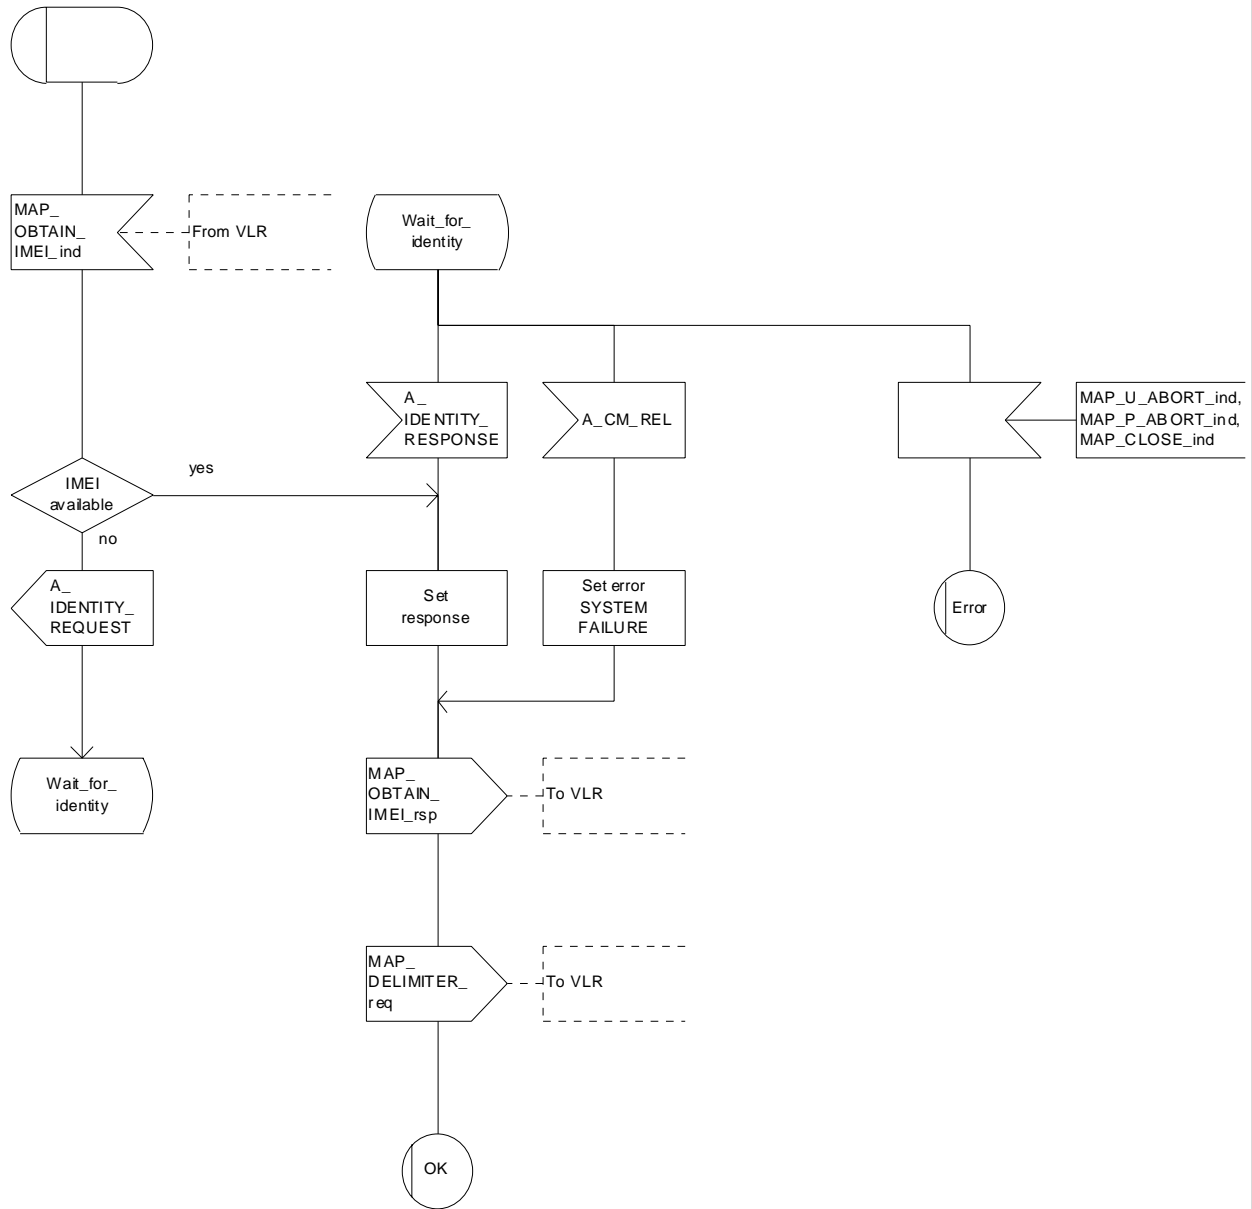 MAP_
OBTAIN_
IMEI_ind
From VLR
Wait_for_
identity
A_
IDENTITY_
RESPONSE
A_CM_REL
MAP_U_ABORT_ind,
MAP_P_ABORT_ind,
MAP_CLOSE_ind
IMEI
available
yes
no
A_
IDENTITY_
REQUEST
Set
response
Set error
SYSTEM
FAILURE
Error
Wait_for_
identity
MAP_
OBTAIN_
IMEI_rsp
To VLR
MAP_
DELIMITER_
req
To VLR
OK